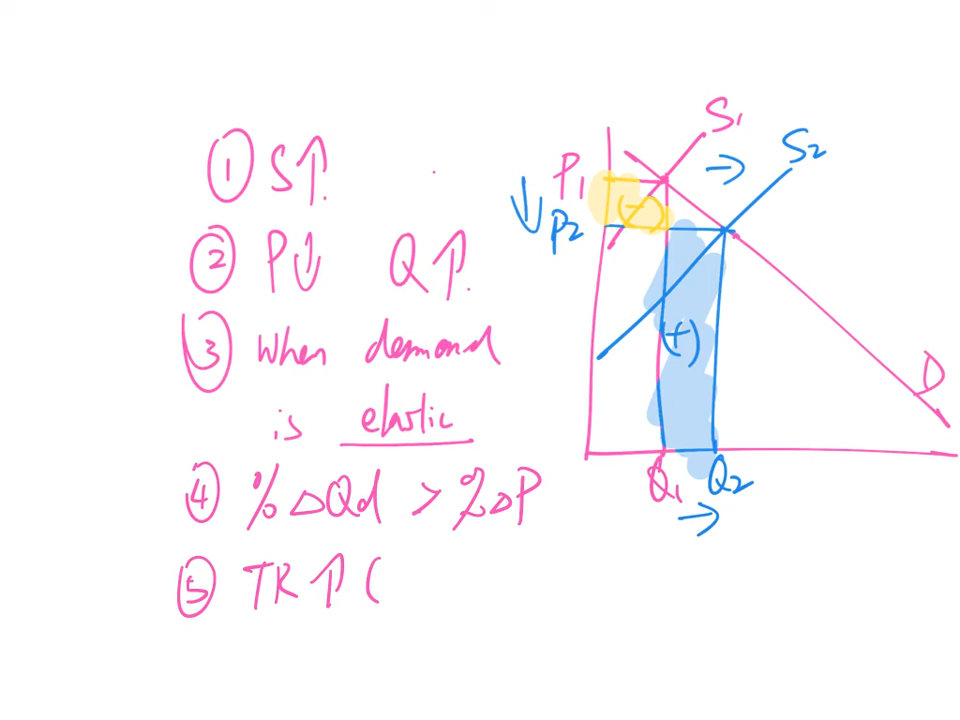 ① S↑
② P↓ Q↑
③ When demand
is elastic
④ %ΔQd > %ΔP
⑤ TR↑ (
S1
→
S2
P1
↓ P2
(-)
(+)
D
Q1 Q2
→